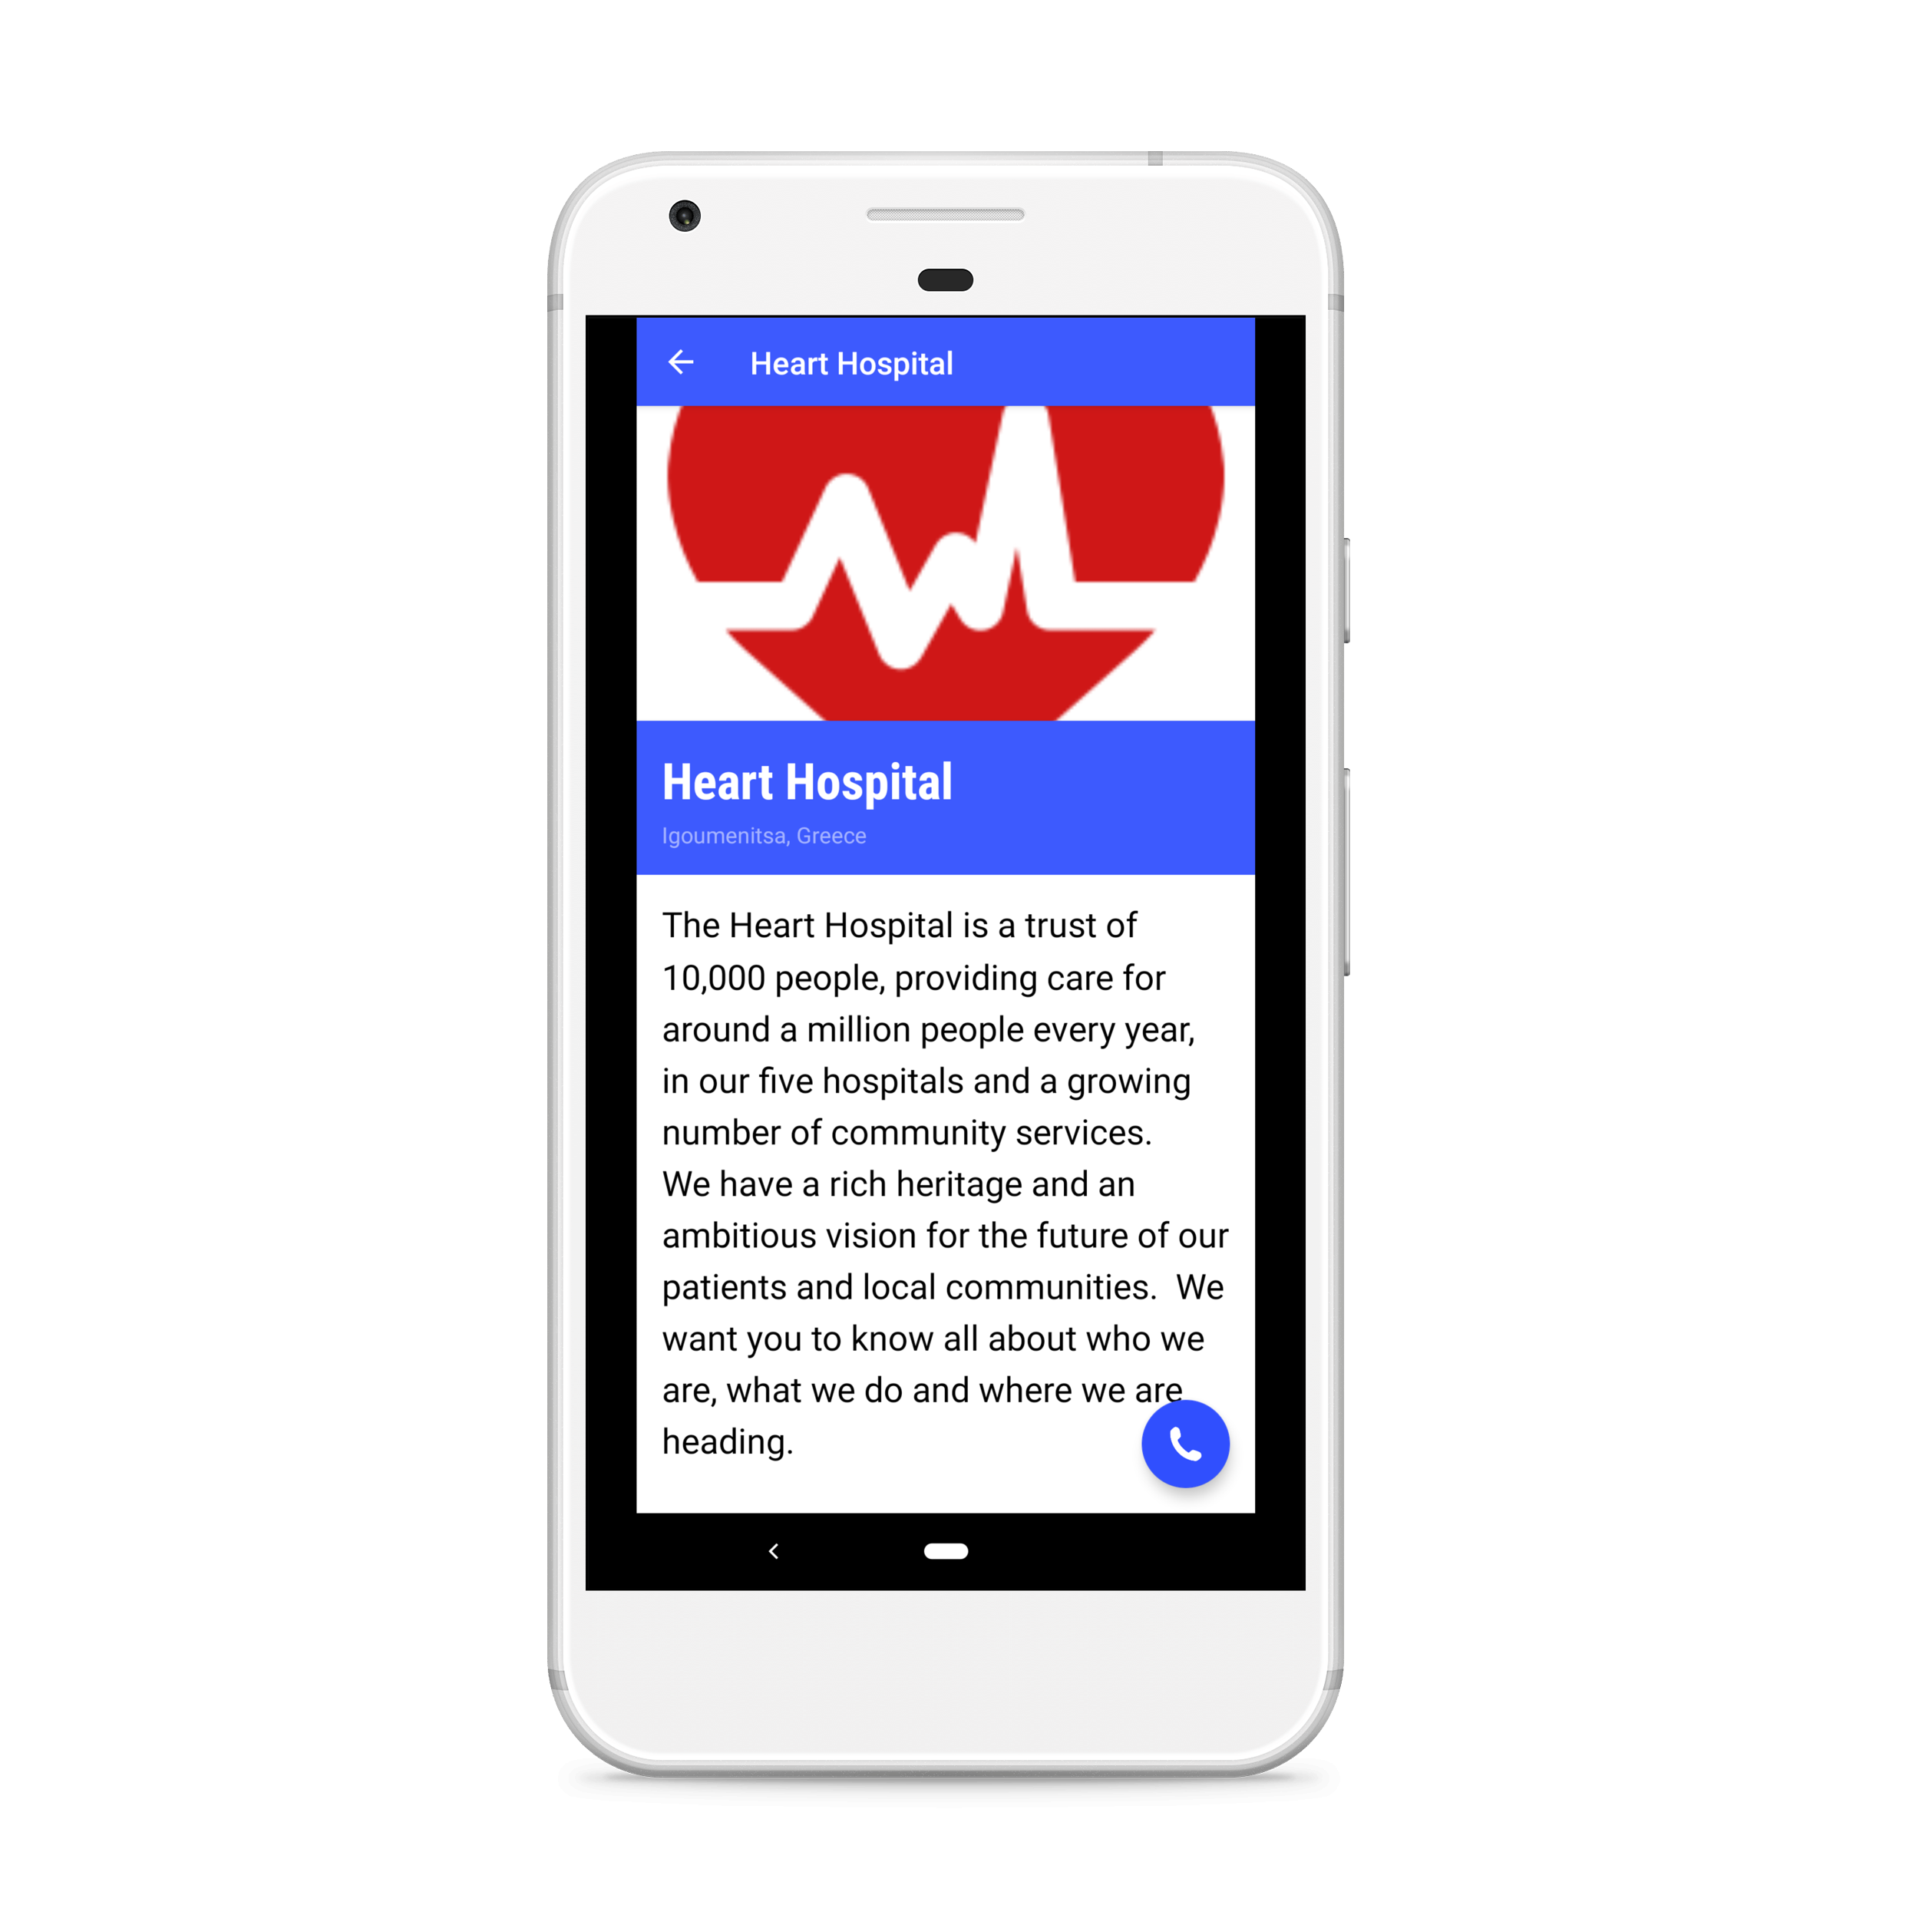 Heart Hospital
Heart Hospital
Igoumenitsa, Greece
The Heart Hospital is a trust of
10,000 people, providing care for
around a million people every year,
in our five hospitals and a growing
number of community services.
We have a rich heritage and an
ambitious vision for the future of our
patients and local communities.  We
want you to know all about who we
are, what we do and where we are
heading.